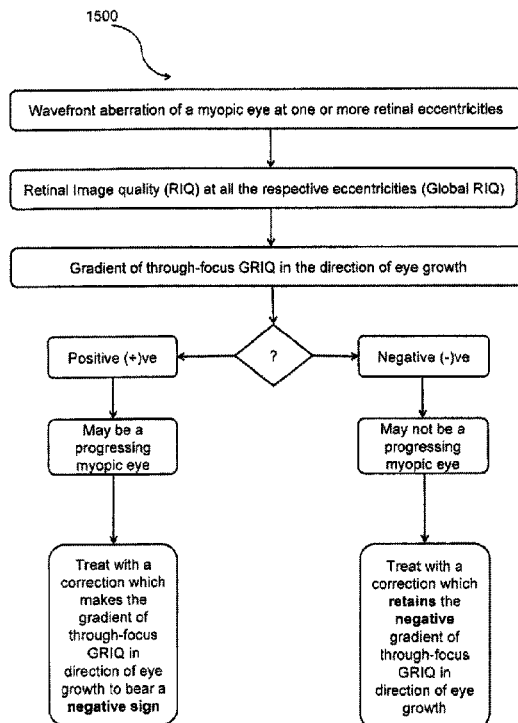 1500
Wavefront aberration of a myopic eye at one or more retinal eccentricities
Retinal Image quality (RIQ) at all the respective eccentricities (Global RIQ)
Gradient of through-focus GRIQ in the direction of eye growth
Positive (+)ve
?
Negative (-)ve
May be a
progressing
myopic eye
May not be a
progressing
myopic eye
Treat with a
correction which
makes the
gradient of
through-focus
GRIQ in
direction of eye
growth to bear a
negative sign
Treat with a
correction which
retains the
negative
gradient of
through-focus
GRIQ in
direction of eye
growth